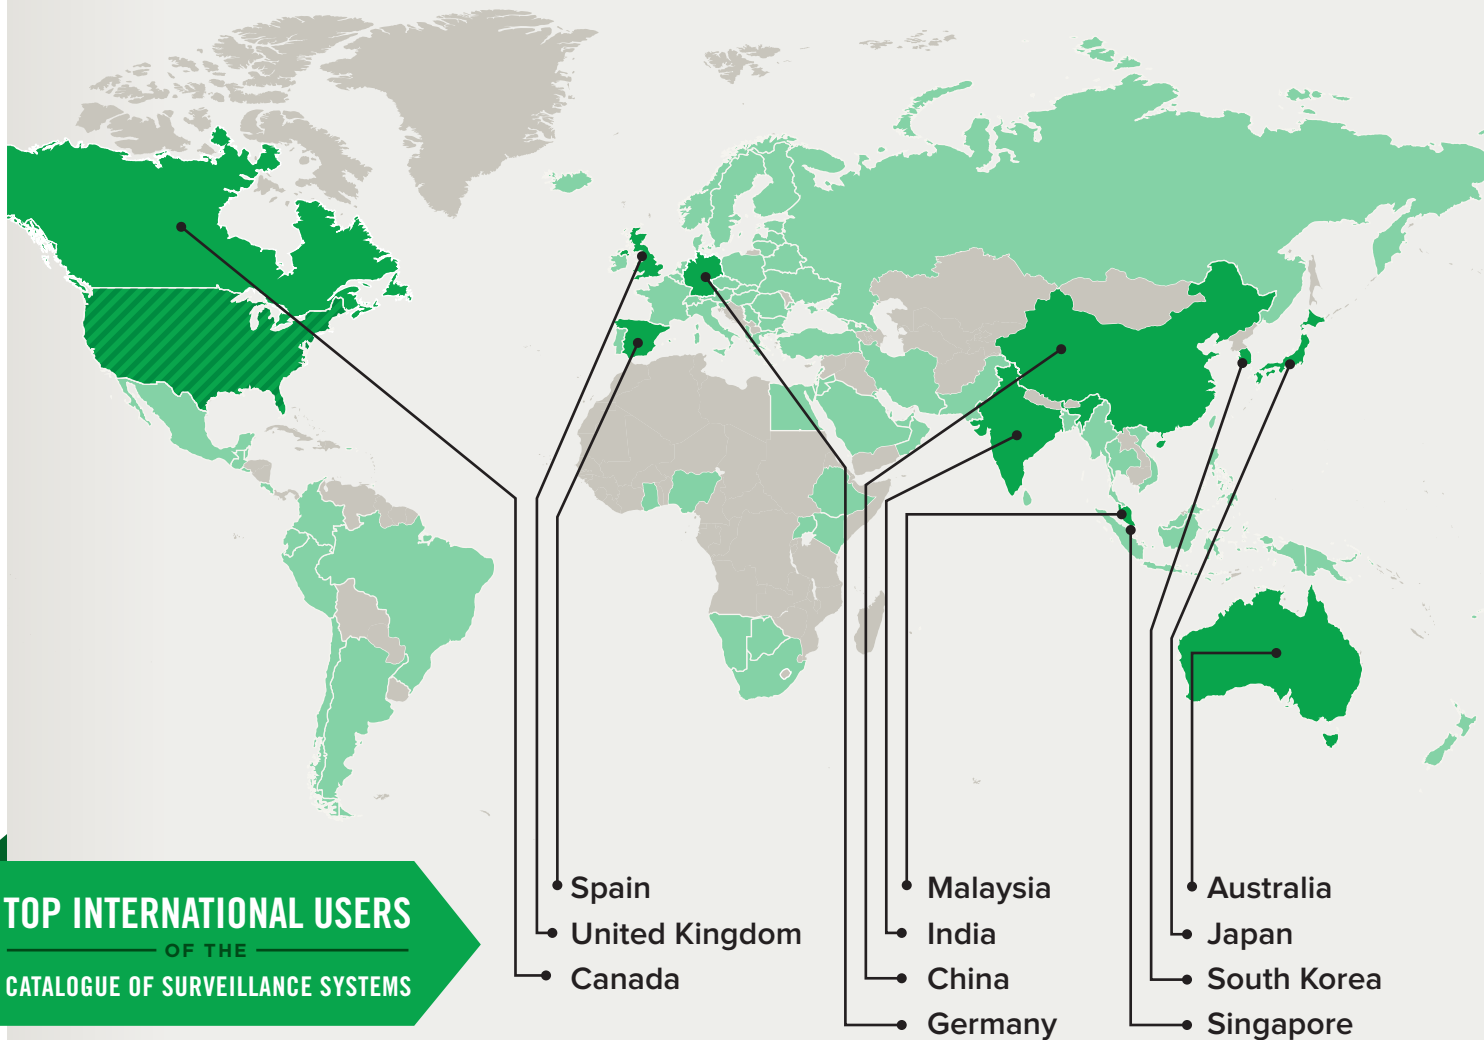 TOP INTERNATIONAL USERS
OF THE
CATALOGUE OF SURVEILLANCE SYSTEMS
Spain
United Kingdom
Canada
Malaysia
India
China
Germany
Australia
Japan
South Korea
Singapore